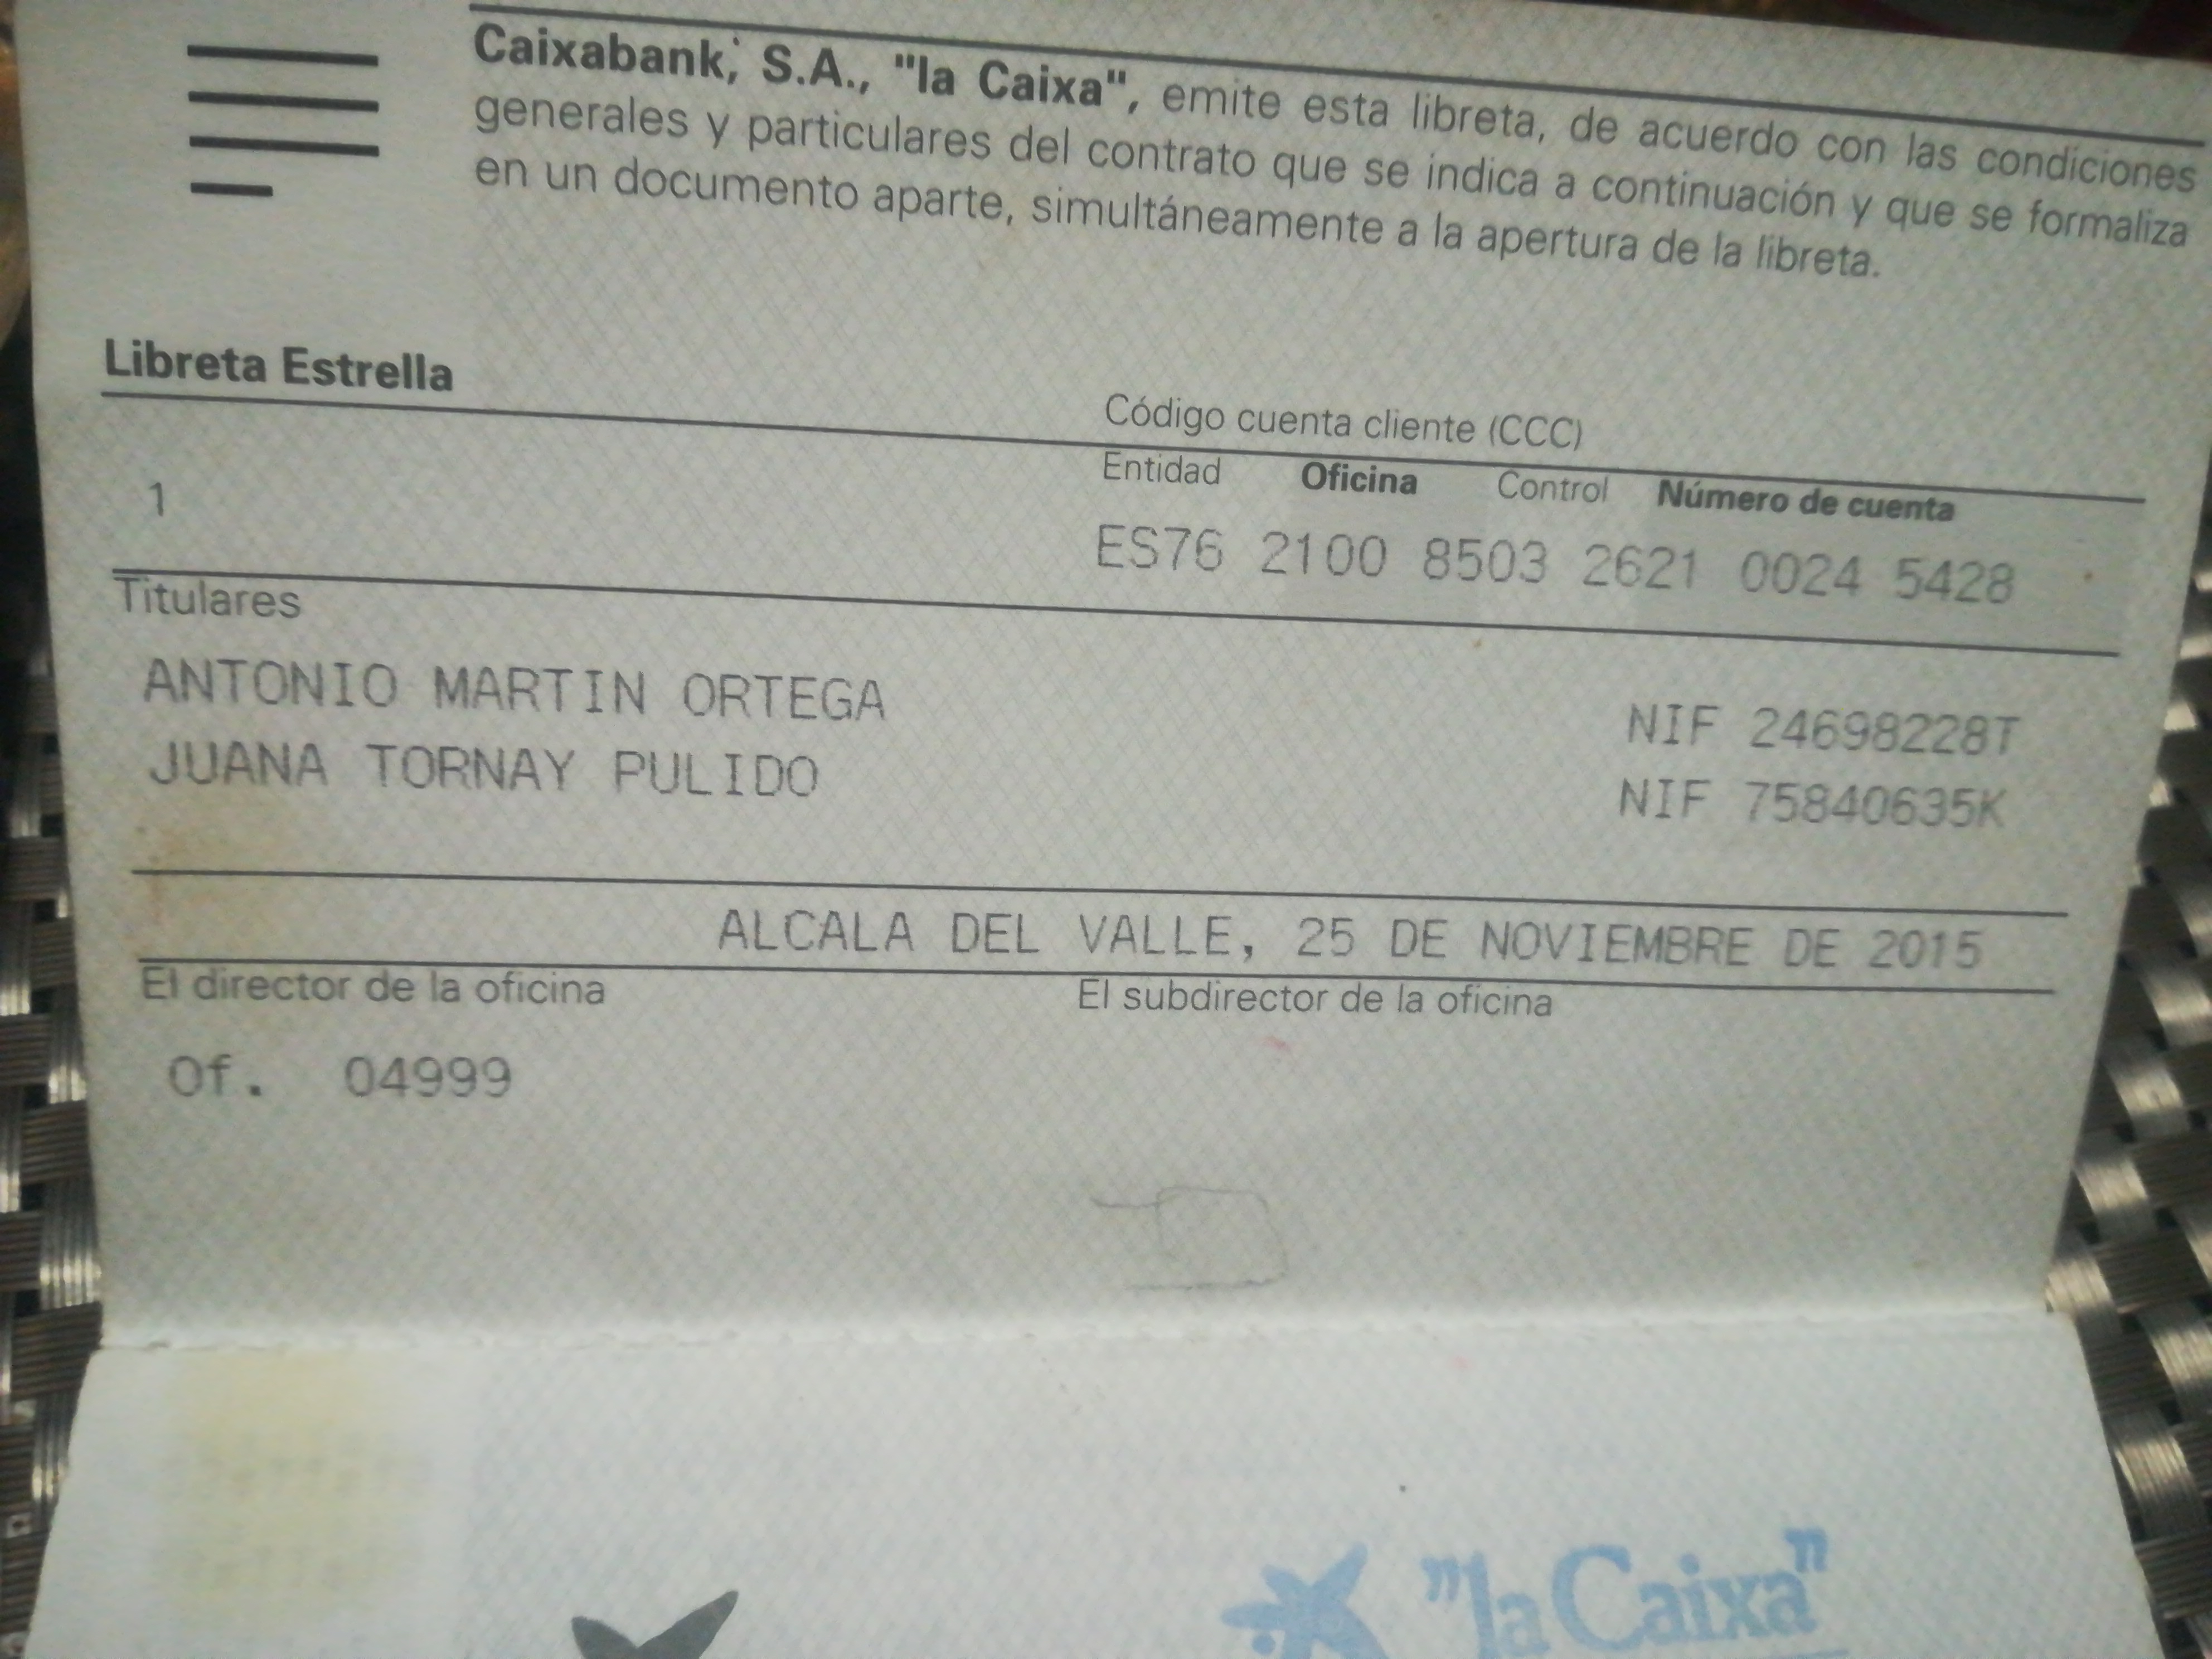 Caixabank, S.A., "la Caixa", emite esta libreta, de acuerdo con las condiciones
generales y particulares del contrato que se indica a continuación y que se formaliza
en un documento aparte, simultáneamente a la apertura de la libreta.
Libreta Estrella
Código cuenta cliente (CCC)
Entidad Oficina Control Número de cuenta
1
ES76 2100 8503 2621 0024 5428
Titulares
ANTONIO MARTIN ORTEGA NIF 24698228T
JUANA TORNAY PULIDO NIF 75840635K
ALCALA DEL VALLE, 25 DE NOVIEMBRE DE 2015
El director de la oficina El subdirector de la oficina
Of. 04999
"la Caixa"